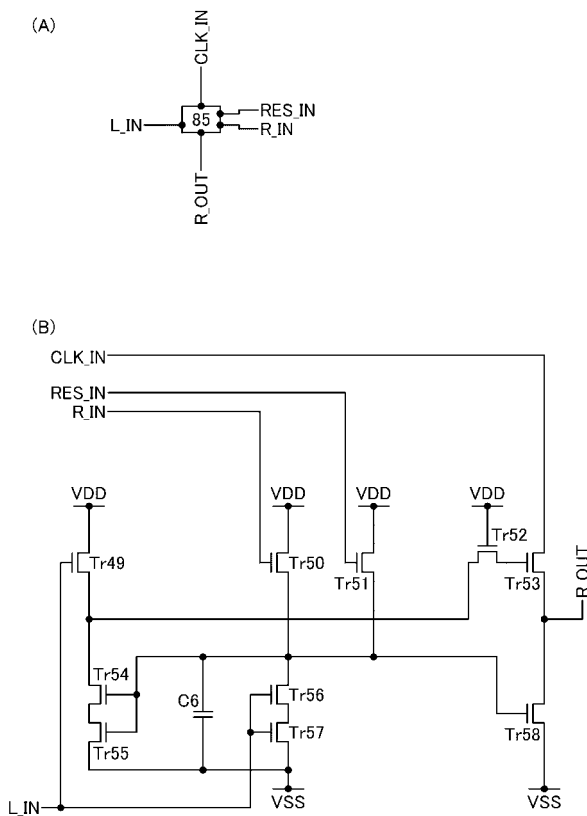 (A)
CLK_IN
85
RES_IN
L_IN
R_IN
R_OUT
(B)
CLK_IN
RES_IN
R_IN
VDD
VDD
VDD
VDD
Tr52
Tr49
Tr50
Tr51
Tr53
R_OUT
Tr54
C6
Tr56
Tr55
Tr57
Tr58
L_IN
VSS
VSS